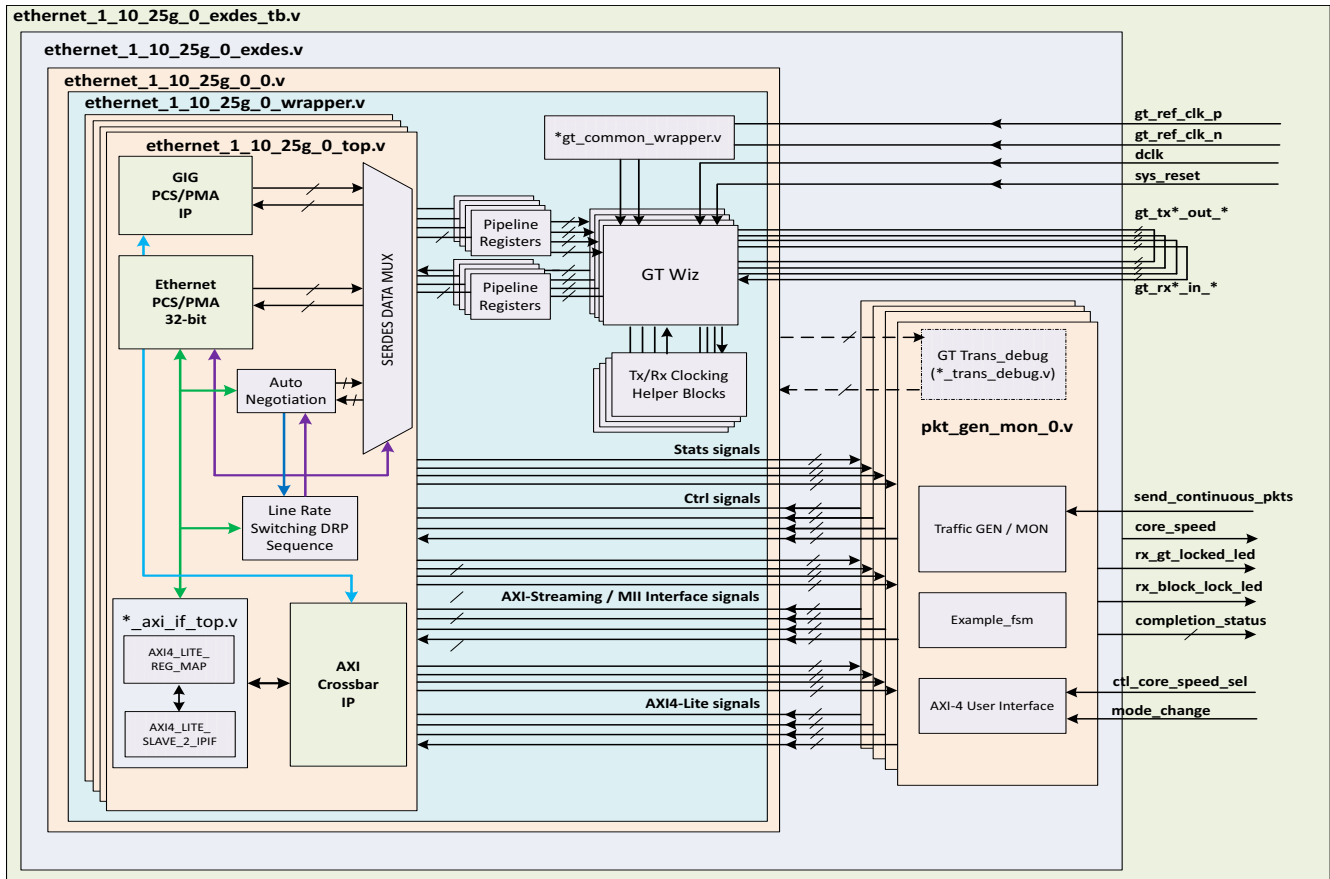 ethernet_1_10_25g_0_exdes_tb.v
ethernet_1_10_25g_0_exdes.v
ethernet_1_10_25g_0_0.v
ethernet_1_10_25g_0_wrapper.v
ethernet_1_10_25g_0_top.v
GIG
PCS/PMA
IP
Ethernet
PCS/PMA
32-bit
SERDES DATA MUX
Auto
Negotiation
Line Rate
Switching DRP
Sequence
*_axi_if_top.v
AXI4_LITE_
REG_MAP
AXI4_LITE_
SLAVE_2_IPIF
AXI
Crossbar
IP
*gt_common_wrapper.v
Pipeline
Registers
Pipeline
Registers
GT Wiz
Tx/Rx Clocking
Helper Blocks
Stats signals
Ctrl signals
AXI-Streaming / MII Interface signals
AXI4-Lite signals
GT Trans_debug
(*_trans_debug.v)
pkt_gen_mon_0.v
Traffic GEN / MON
Example_fsm
AXI-4 User Interface
gt_ref_clk_p
gt_ref_clk_n
dclk
sys_reset
gt_tx*_out_*
gt_rx*_in_*
send_continuous_pkts
core_speed
rx_gt_locked_led
rx_block_lock_led
completion_status
ctl_core_speed_sel
mode_change